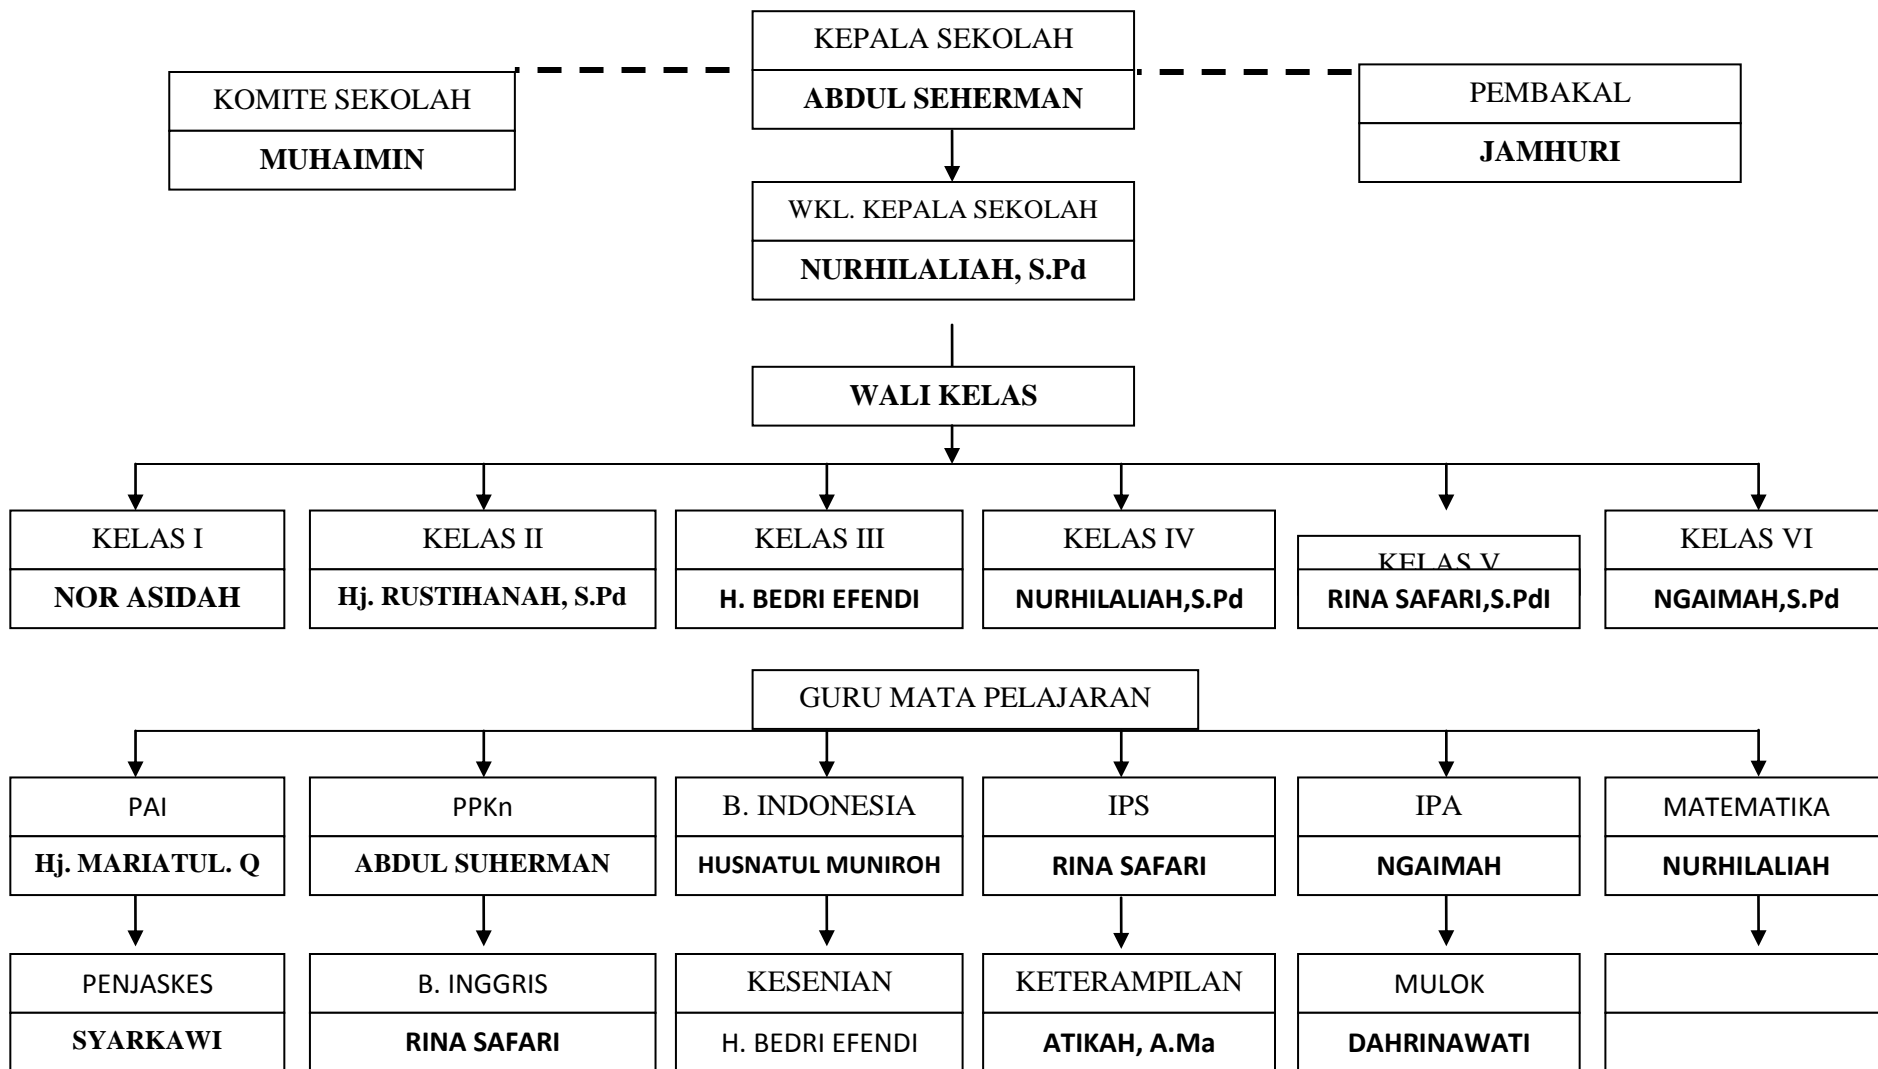 KEPALA SEKOLAH
ABDUL SEHERMAN
KOMITE SEKOLAH
MUHAIMIN
PEMBAKAL
JAMHURI
WKL. KEPALA SEKOLAH
NURHILALIAH, S.Pd
WALI KELAS
KELAS I
NOR ASIDAH
KELAS II
Hj. RUSTIHANAH, S.Pd
KELAS III
H. BEDRI EFENDI
KELAS IV
NURHILALIAH,S.Pd
KELAS V
RINA SAFARI,S.PdI
KELAS VI
NGAIMAH,S.Pd
GURU MATA PELAJARAN
PAI
Hj. MARIATUL. Q
PPKn
ABDUL SUHERMAN
B. INDONESIA
HUSNATUL MUNIROH
IPS
RINA SAFARI
IPA
NGAIMAH
MATEMATIKA
NURHILALIAH
PENJASKES
SYARKAWI
B. INGGRIS
RINA SAFARI
KESENIAN
H. BEDRI EFENDI
KETERAMPILAN
ATIKAH, A.Ma
MULOK
DAHRINAWATI